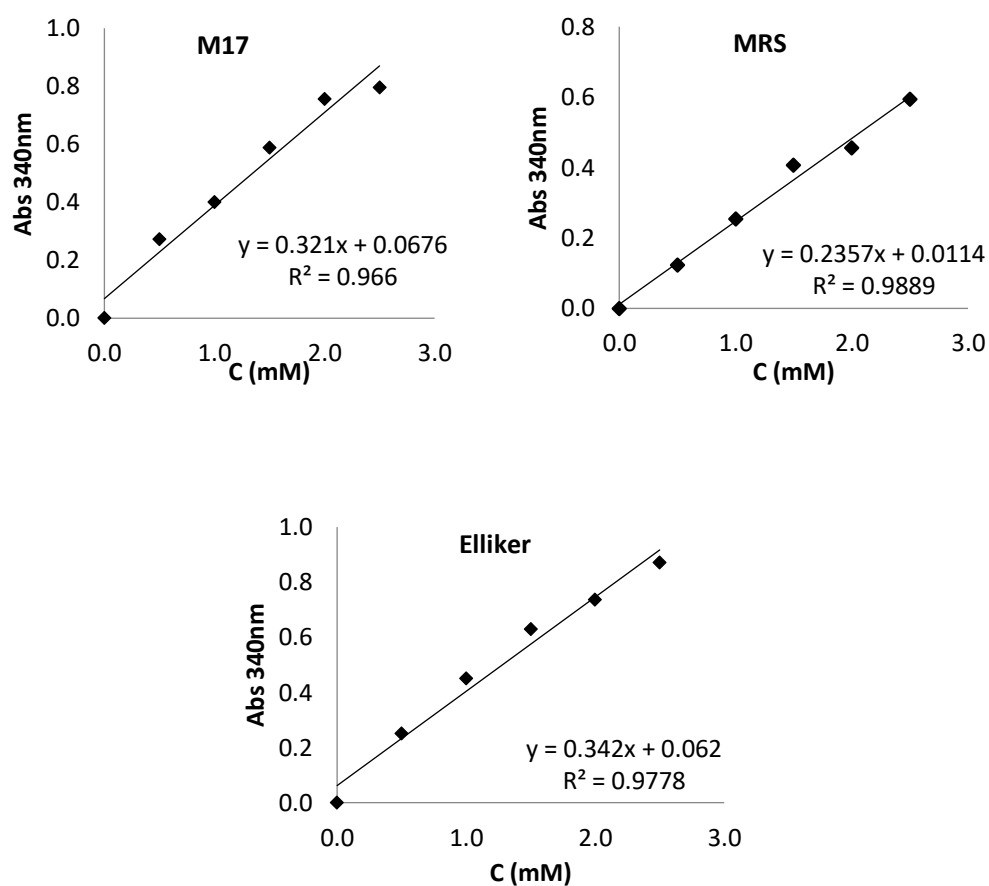 M17
1.0
0.8
0.6
0.4
0.2
0.0
Abs 340nm
y = 0.321x + 0.0676
R² = 0.966
0.0 1.0 2.0 3.0
C (mM)
MRS
0.8
0.6
0.4
0.2
0.0
Abs 340nm
y = 0.2357x + 0.0114
R² = 0.9889
0.0 1.0 2.0 3.0
C (mM)
Elliker
1.0
0.8
0.6
0.4
0.2
0.0
Abs 340nm
y = 0.342x + 0.062
R² = 0.9778
0.0 1.0 2.0 3.0
C (mM)